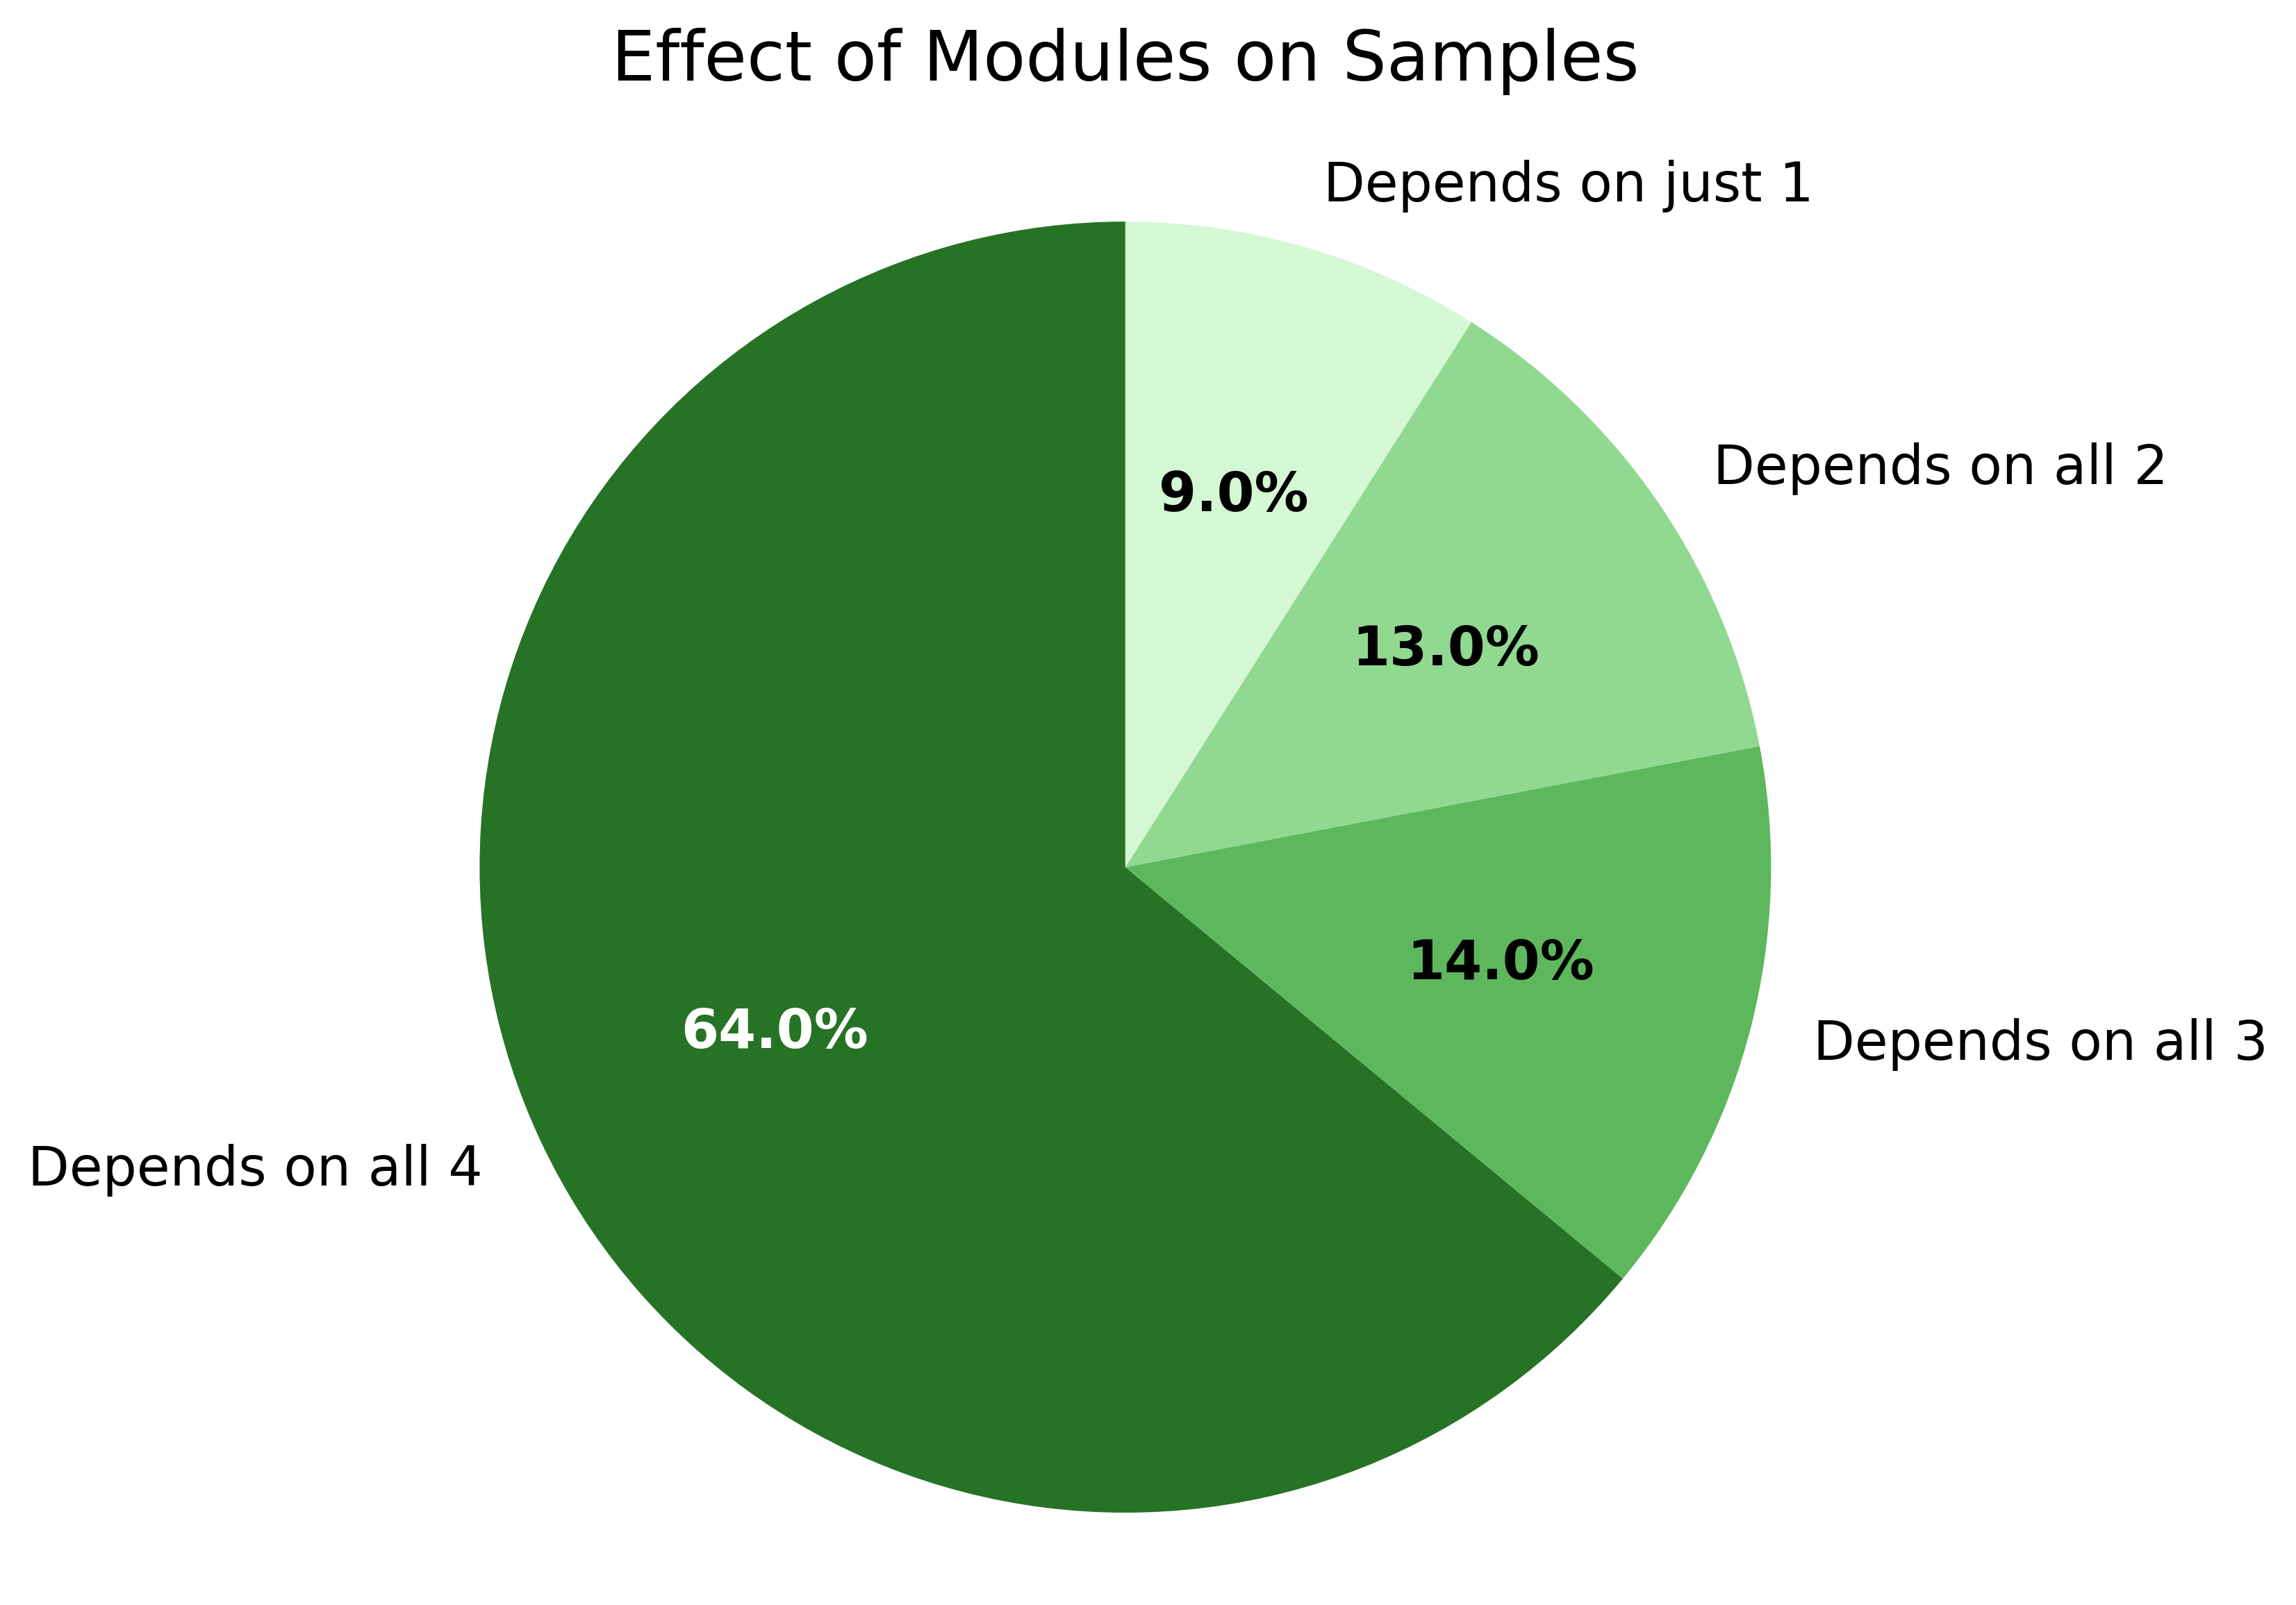 Effect of Modules on Samples
Depends on just 1
Depends on all 2
9.0%
13.0%
14.0%
64.0%
Depends on all 3
Depends on all 4